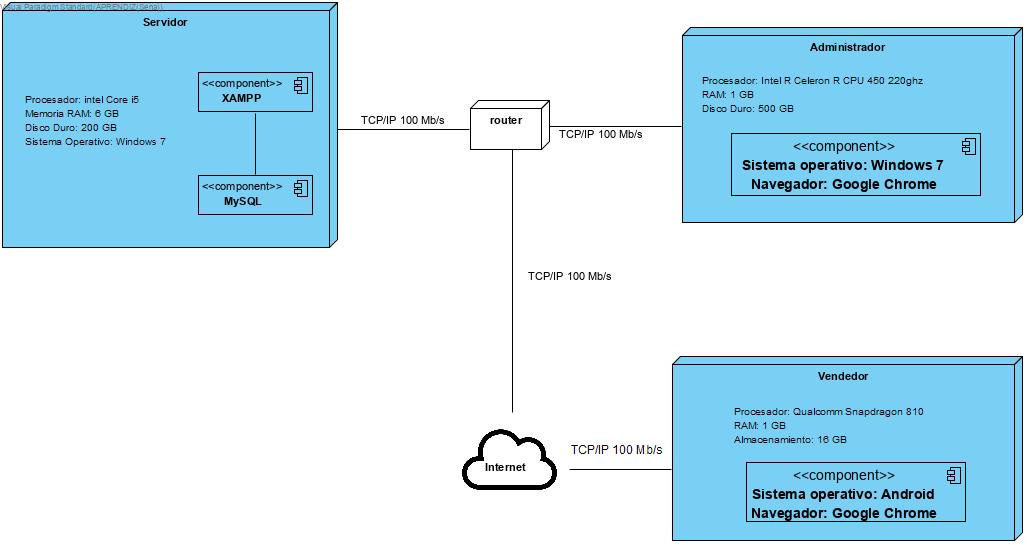 Visual Paradigm Standard(APRENDIZ(Sena))
Servidor
Procesador: intel Core i5
Memoria RAM: 6 GB
Disco Duro: 200 GB
Sistema Operativo: Windows 7
<<component>>
XAMPP
<<component>>
MySQL
TCP/IP 100 Mb/s
router
TCP/IP 100 Mb/s
Administrador
Procesador: Intel R Celeron R CPU 450 220ghz
RAM: 1 GB
Disco Duro: 500 GB
<<component>>
Sistema operativo: Windows 7
Navegador: Google Chrome
TCP/IP 100 Mb/s
Internet
TCP/IP 100 Mb/s
Vendedor
Procesador: Qualcomm Snapdragon 810
RAM: 1 GB
Almacenamiento: 16 GB
<<component>>
Sistema operativo: Android
Navegador: Google Chrome